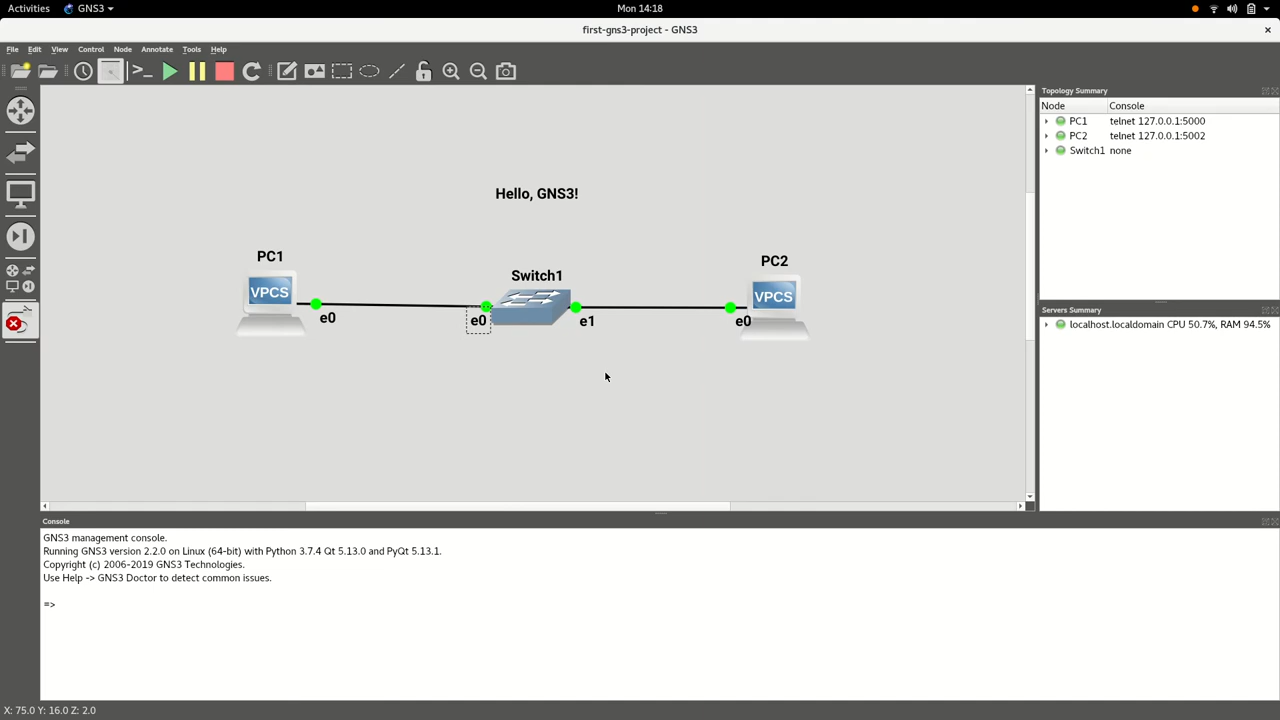 Activities GNS3 Mon 14:18
first-gns3-project - GNS3
File Edit View Control Node Annotate Tools Help
Topology Summary
Node Console
PC1 telnet 127.0.0.1:5000
PC2 telnet 127.0.0.1:5002
Switch1 none
Hello, GNS3!
PC1
Switch1
PC2
VPCS
VPCS
e0
e0
e1
e0
Servers Summary
localhost.localdomain CPU 50.7%, RAM 94.5%
Console
GNS3 management console.
Running GNS3 version 2.2.0 on Linux (64-bit) with Python 3.7.4 Qt 5.13.0 and PyQt 5.13.1.
Copyright (c) 2006-2019 GNS3 Technologies.
Use Help -> GNS3 Doctor to detect common issues.
=>
X: 75.0 Y: 16.0 Z: 2.0